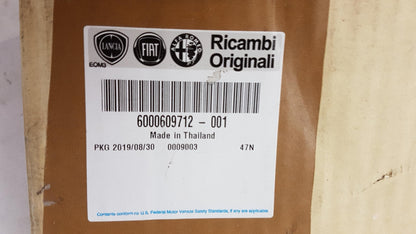 LANCIA
FIAT
ALFA ROMEO
Ricambi
Originali
6000609712 - 001
Made in Thailand
PKG 2019/08/30 0009003 47N
Contents conform to U.S. Federal Motor Vehicle Safety Standards, if any are applicable.